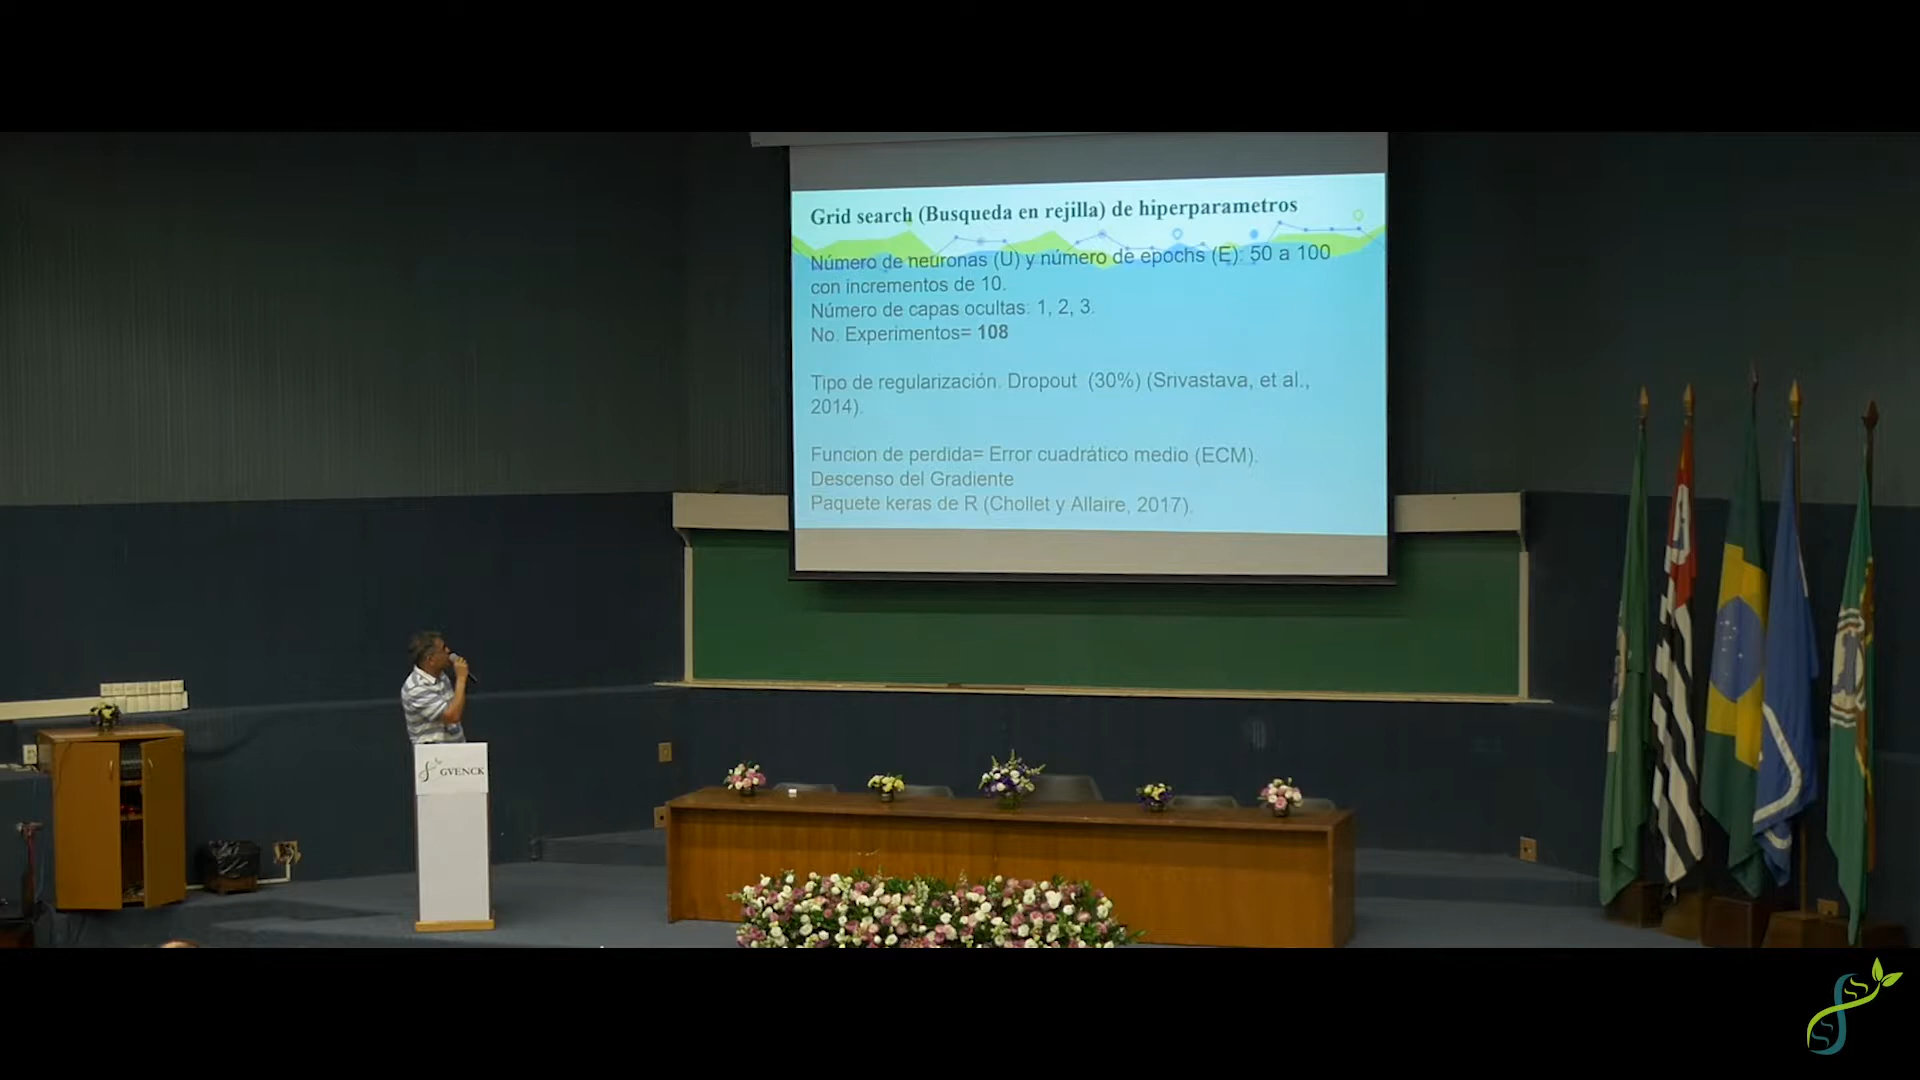 Grid search (Busqueda en rejilla) de hiperparametros
Número de neuronas (U) y número de epochs (E): 50 a 100
con incrementos de 10.
Número de capas ocultas: 1, 2, 3.
No. Experimentos= 108
Tipo de regularización. Dropout (30%) (Srivastava, et al.,
2014).
Funcion de perdida= Error cuadrático medio (ECM).
Descenso del Gradiente
Paquete keras de R (Chollet y Allaire, 2017).
GVENCK